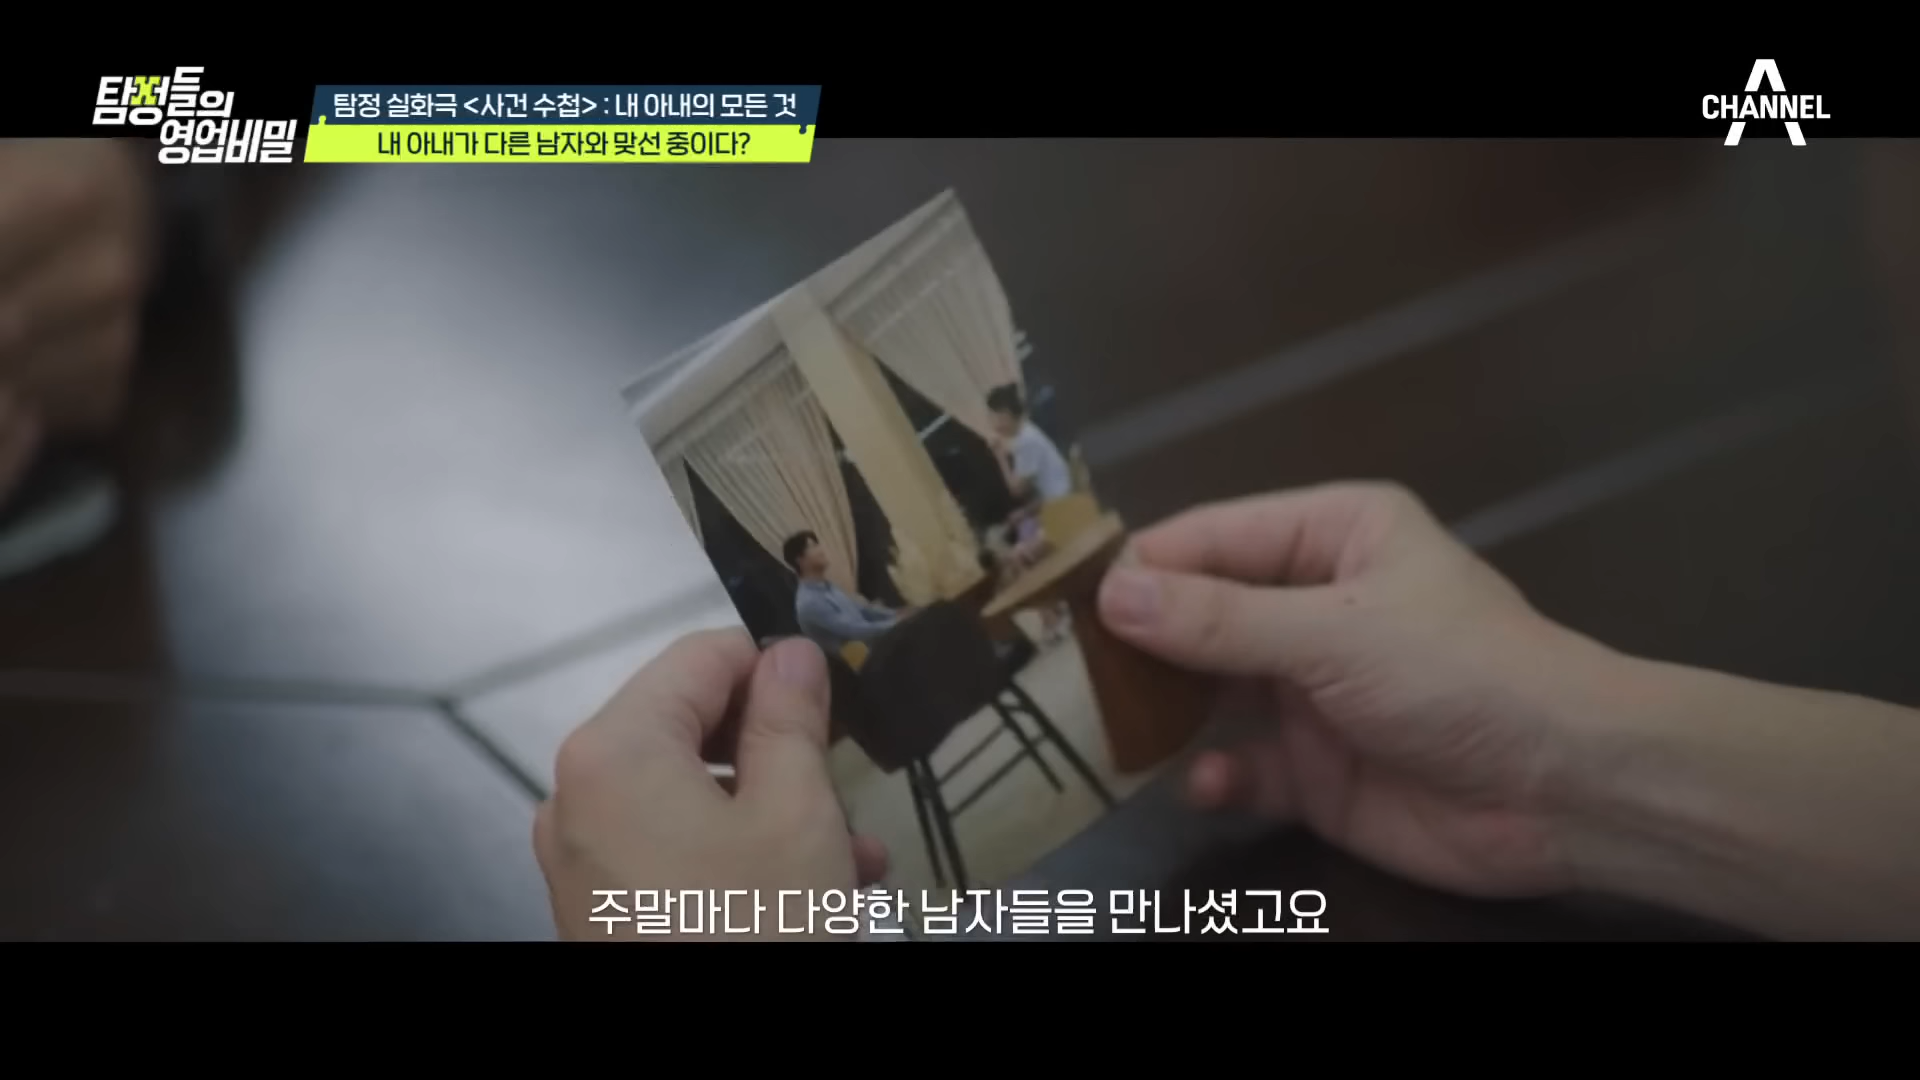 탐정들의
영업비밀
탐정 실화극 <사건 수첩> : 내 아내의 모든 것
내 아내가 다른 남자와 맞선 중이다?
CHANNEL A
주말마다 다양한 남자들을 만나셨고요